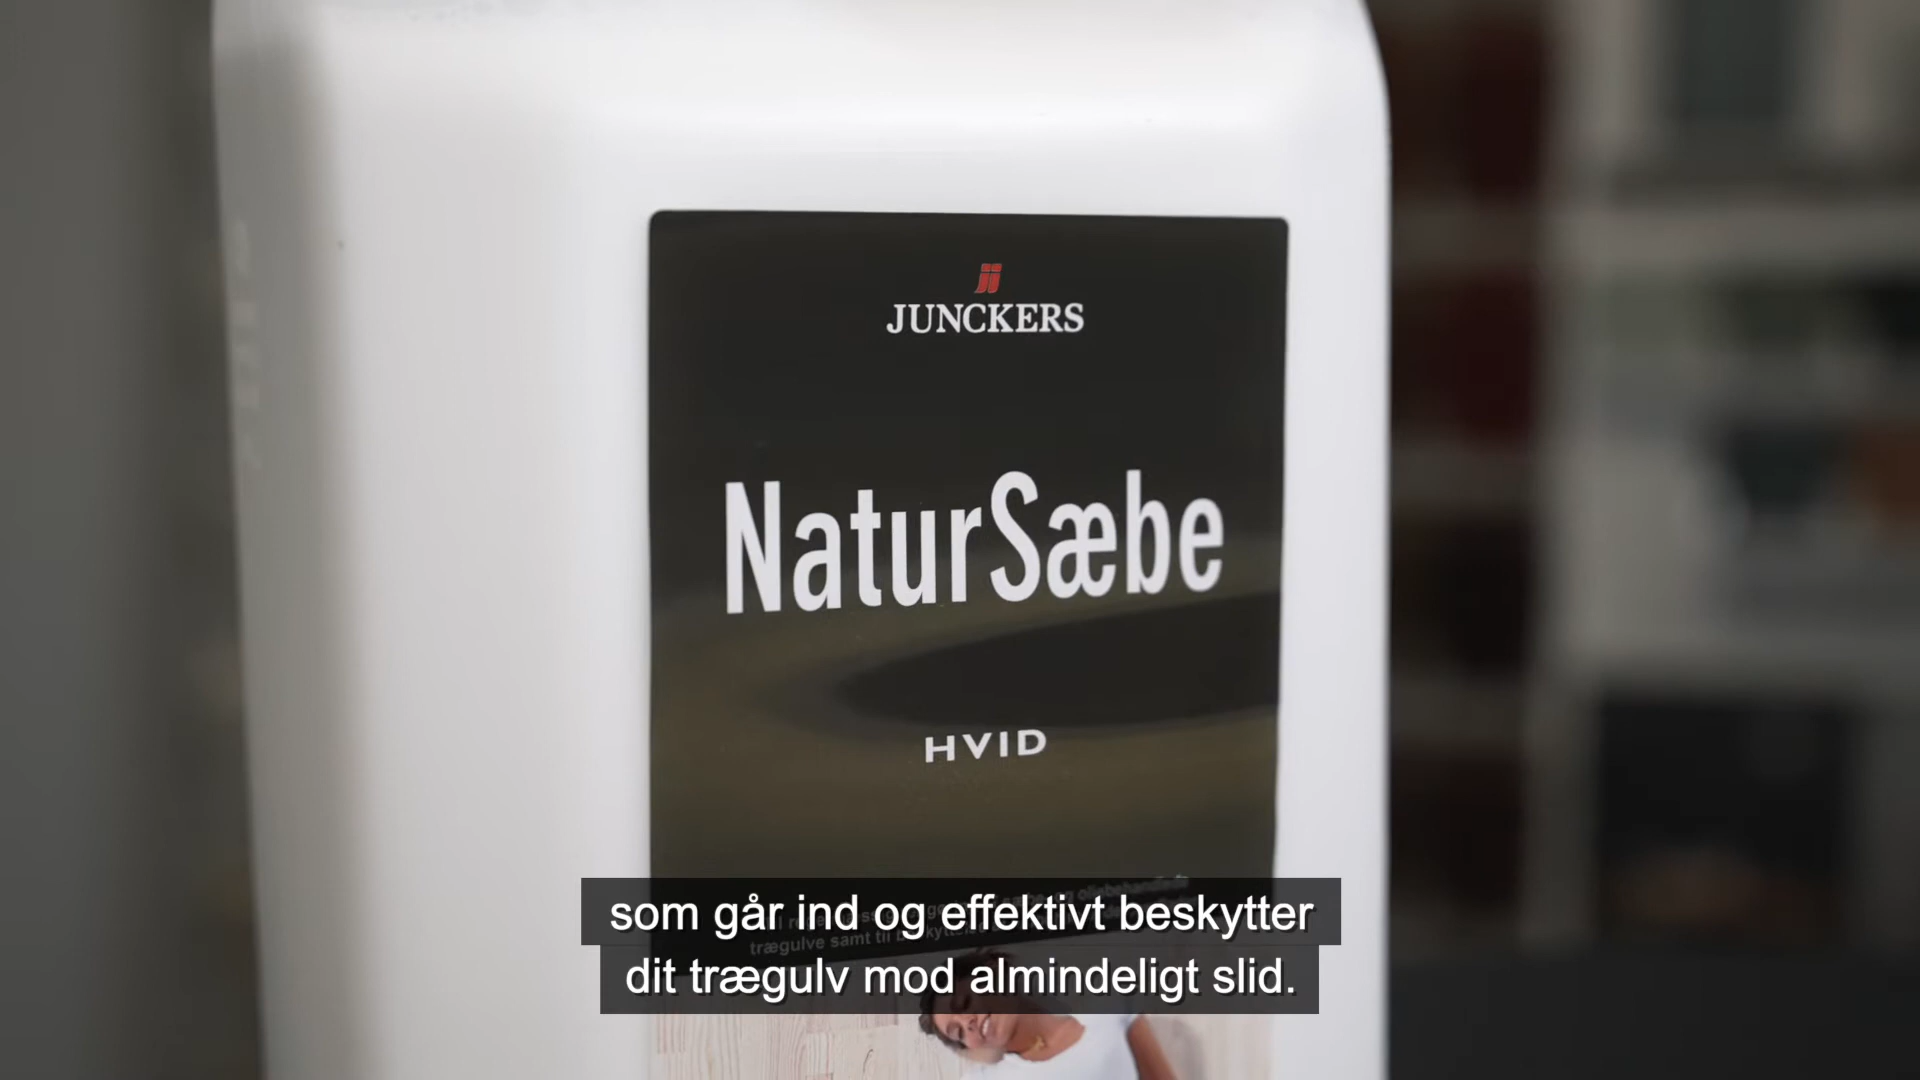 JUNCKERS
NaturSæbe
HVID
som går ind og effektivt beskytter
dit trægulv mod almindeligt slid.